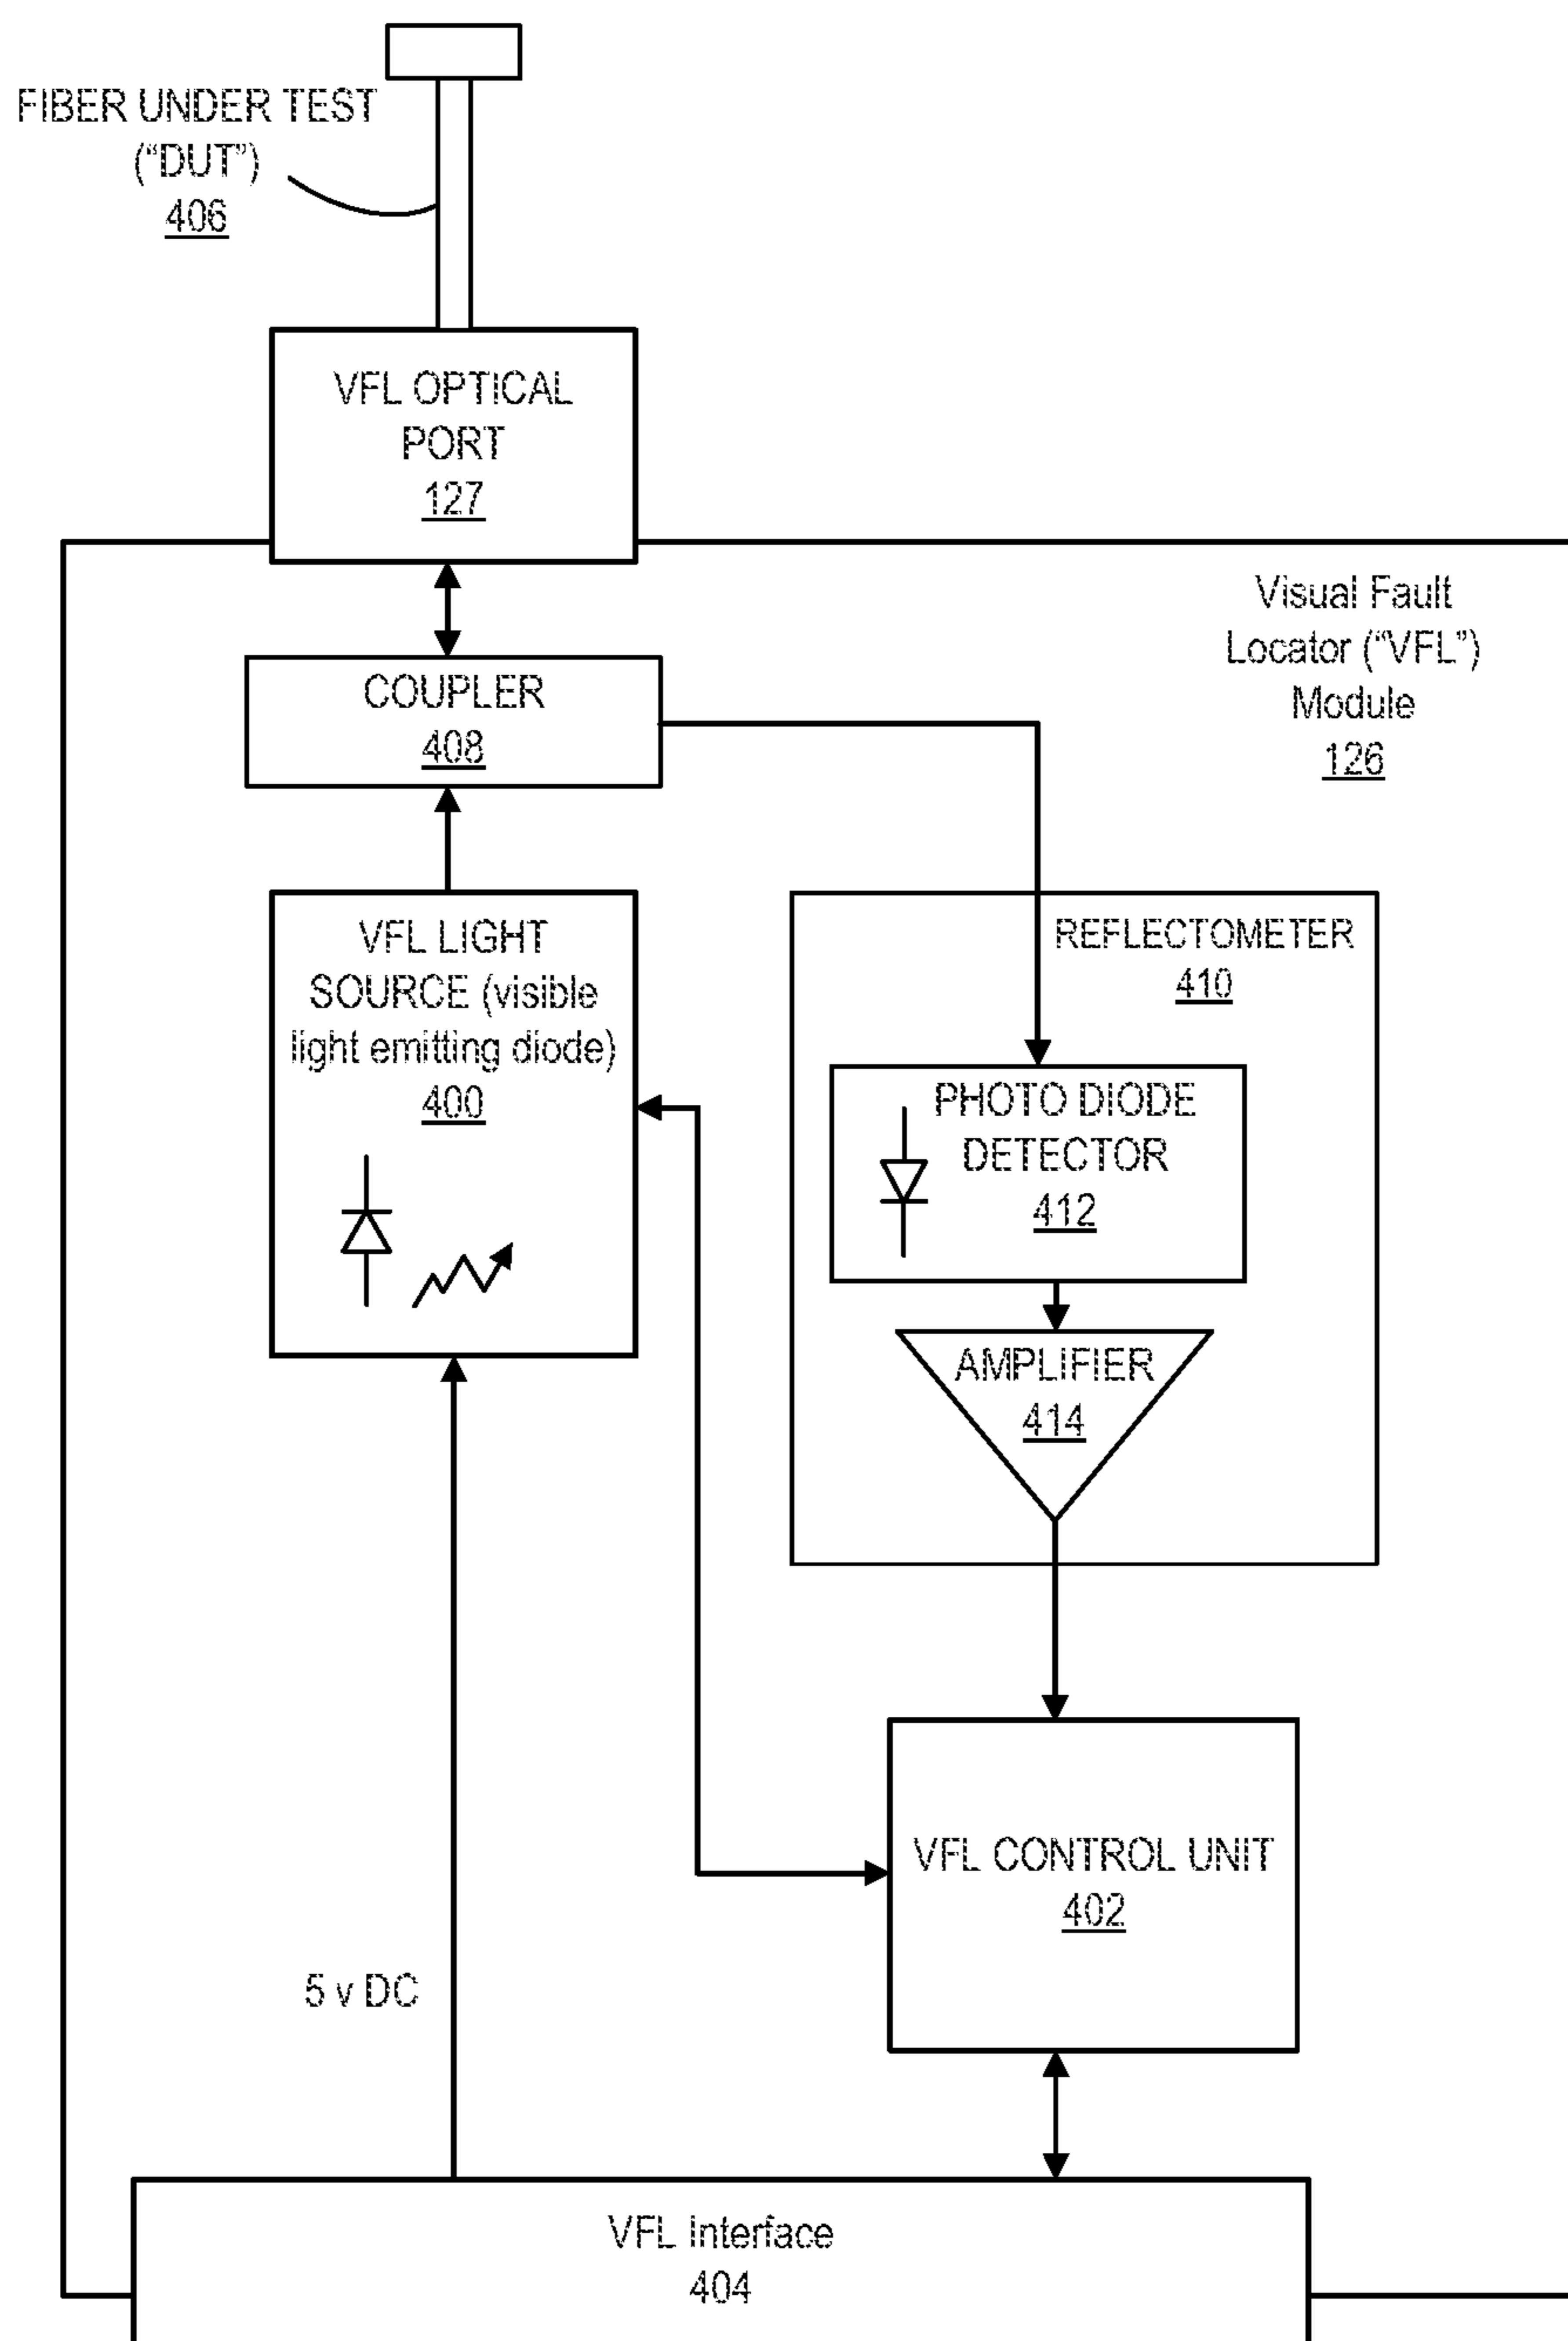 FIBER UNDER TEST
(“DUT”)
406
VFL OPTICAL
PORT
127
Visual Fault
Locator (“VFL”)
Module
126
COUPLER
408
VFL LIGHT
SOURCE (visible
light emitting diode)
400
REFLECTOMETER
410
PHOTO DIODE
DETECTOR
412
AMPLIFIER
414
VFL CONTROL UNIT
402
5 v DC
VFL Interface
404